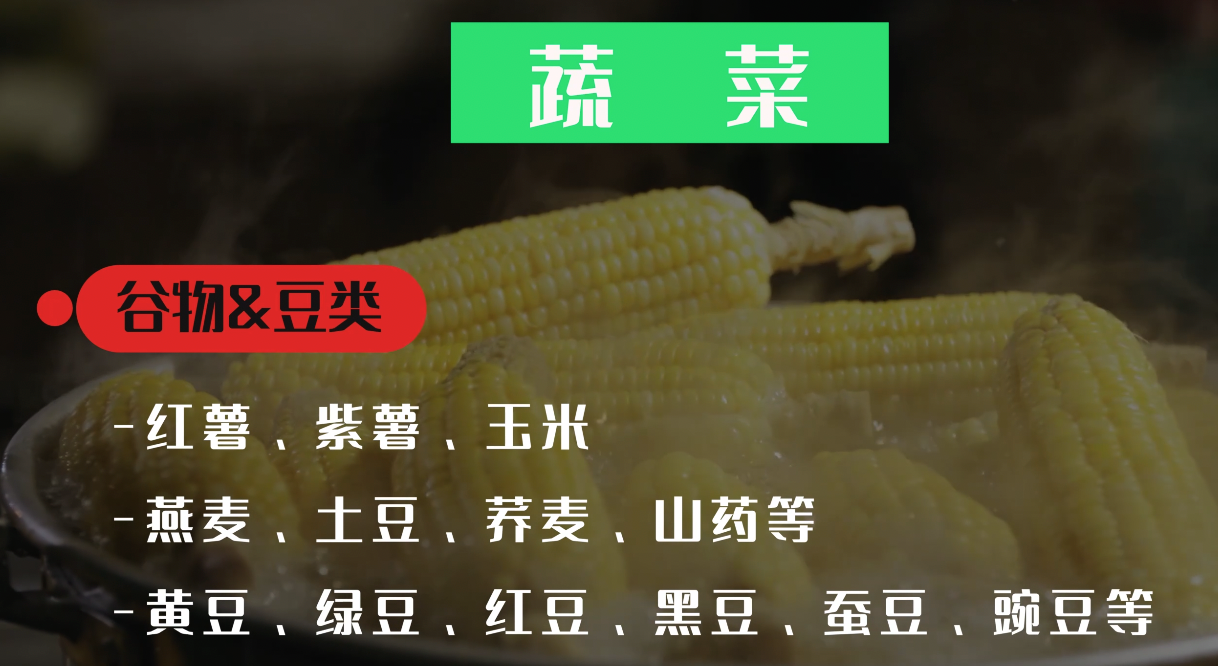 蔬 菜
谷物&豆类
-红薯、紫薯、玉米
-燕麦、土豆、荞麦、山药等
-黄豆、绿豆、红豆、黑豆、蚕豆、豌豆等